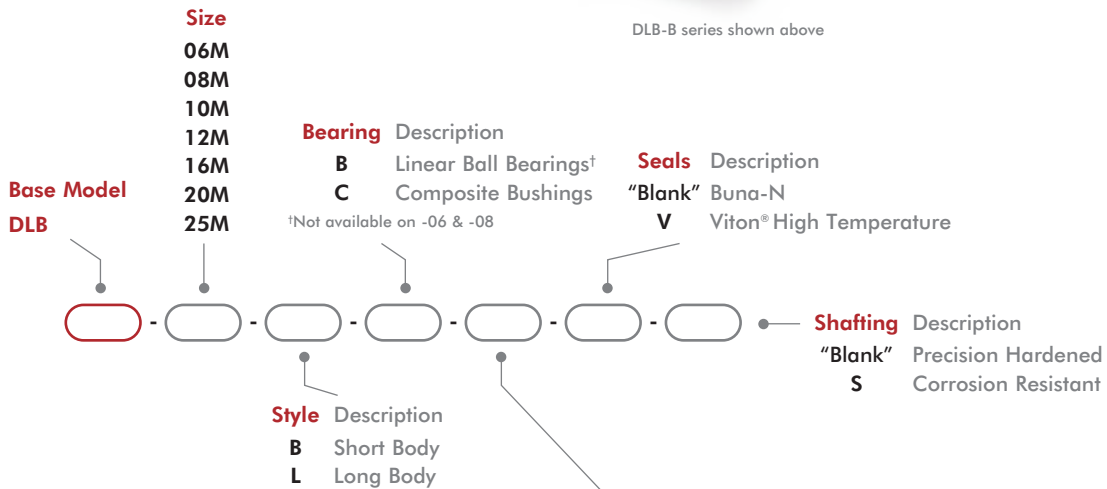 DLB-B series shown above
Size
06M
08M
10M
12M
16M
20M
25M
Base Model
DLB
Bearing Description
B Linear Ball Bearings†
C Composite Bushings
†Not available on -06 & -08
Seals Description
"Blank" Buna-N
V Viton® High Temperature
- - - - - -
Shafting Description
"Blank" Precision Hardened
S Corrosion Resistant
Style Description
B Short Body
L Long Body